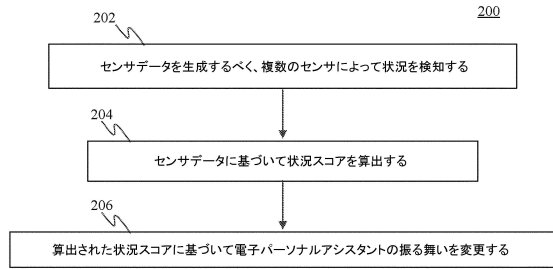 200
202
センサデータを生成するべく、複数のセンサによって状況を検知する
204
センサデータに基づいて状況スコアを算出する
206
算出された状況スコアに基づいて電子パーソナルアシスタントの振る舞いを変更する